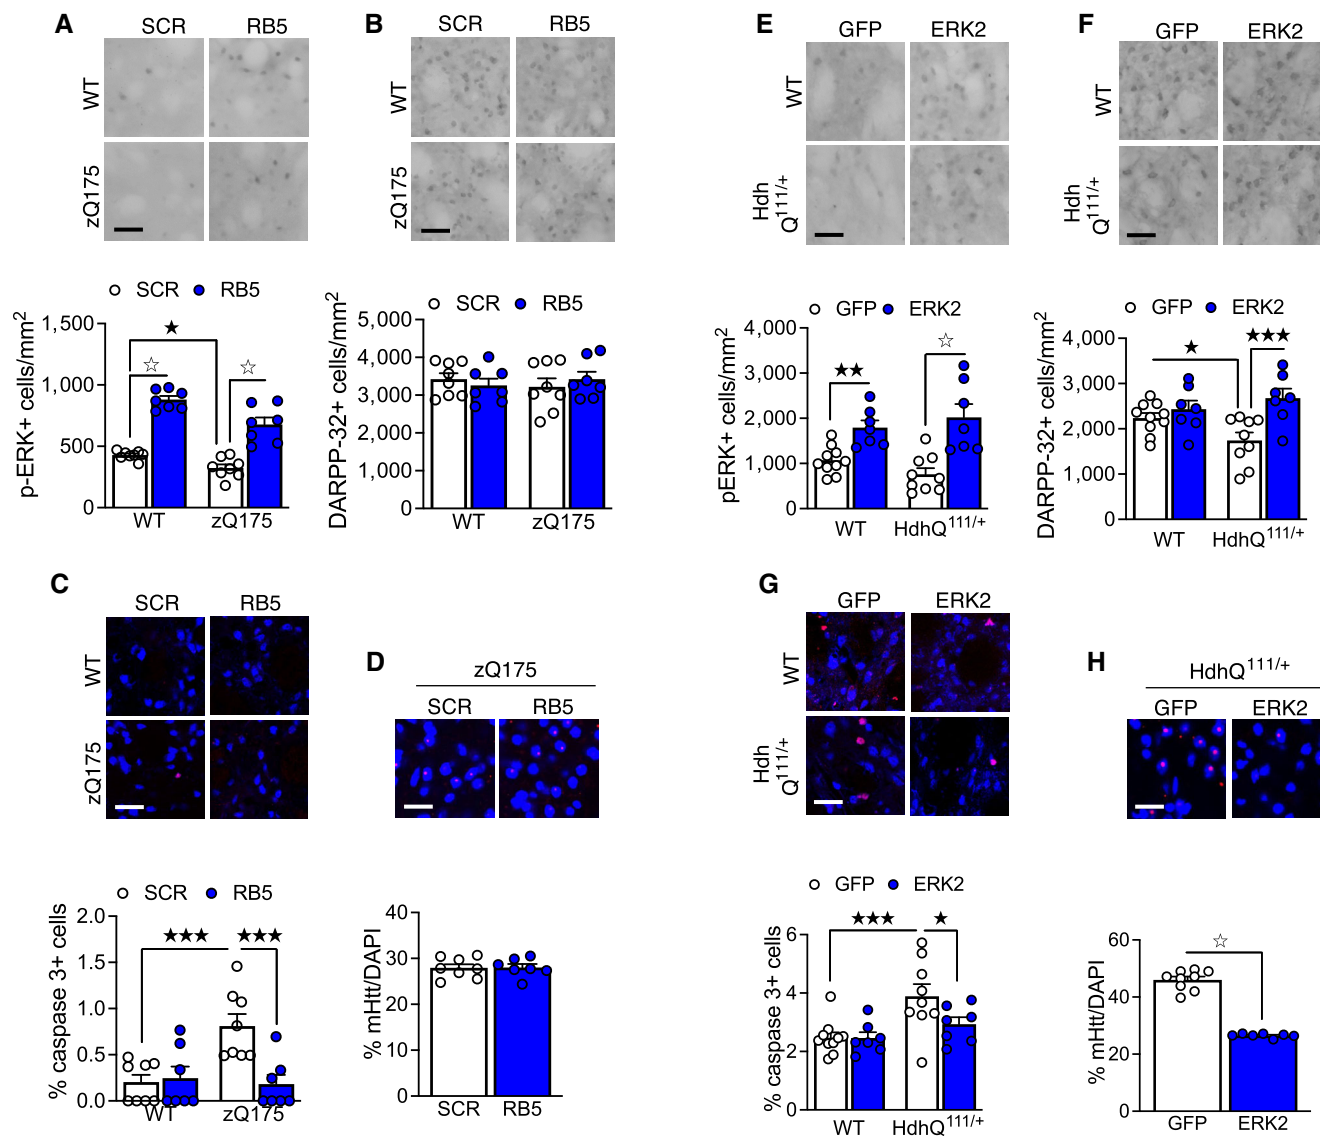 A
SCR RB5
WT
zQ175
SCR RB5
p-ERK+ cells/mm2
1,500
1,000
500
0
WT zQ175
★
☆
☆
B
SCR RB5
WT
zQ175
SCR RB5
DARPP-32+ cells/mm2
5,000
4,000
3,000
2,000
1,000
0
WT zQ175
E
GFP ERK2
WT
Hdh
Q111/+
GFP ERK2
pERK+ cells/mm2
4,000
3,000
2,000
1,000
0
WT HdhQ111/+
★★
☆
F
GFP ERK2
WT
Hdh
Q111/+
GFP ERK2
DARPP-32+ cells/mm2
4,000
3,000
2,000
1,000
0
WT HdhQ111/+
★
★★★
C
SCR RB5
WT
zQ175
SCR RB5
% caspase 3+ cells
2.0
1.5
1.0
0.5
0.0
WT zQ175
★★★ ★★★
D
zQ175
SCR RB5
% mHtt/DAPI
40
30
20
10
0
SCR RB5
G
GFP ERK2
WT
Hdh
Q111/+
GFP ERK2
% caspase 3+ cells
6
4
2
0
WT HdhQ111/+
★★★ ★
H
HdhQ111/+
GFP ERK2
% mHtt/DAPI
60
40
20
0
GFP ERK2
☆